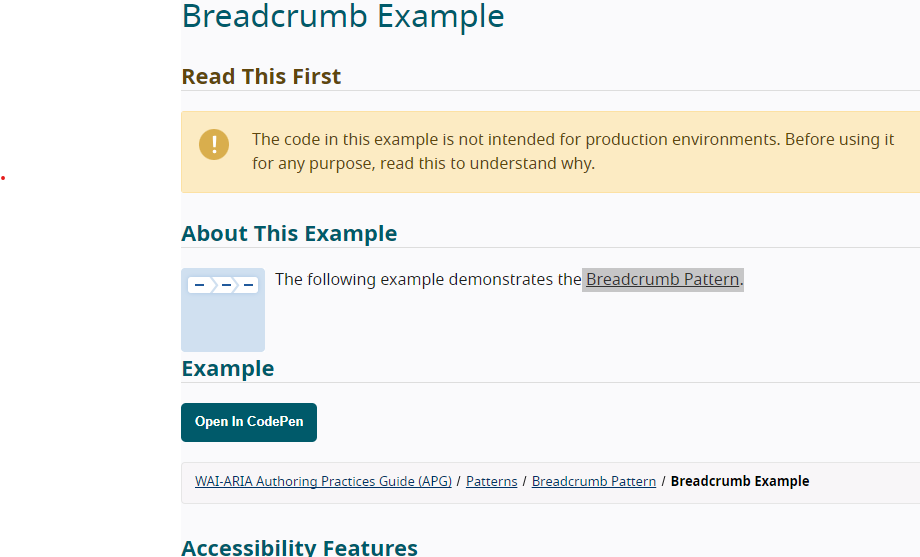 Breadcrumb Example
Read This First
The code in this example is not intended for production environments. Before using it
for any purpose, read this to understand why.
About This Example
The following example demonstrates the Breadcrumb Pattern.
Example
Open In CodePen
WAI-ARIA Authoring Practices Guide (APG) / Patterns / Breadcrumb Pattern / Breadcrumb Example
Accessibility Features